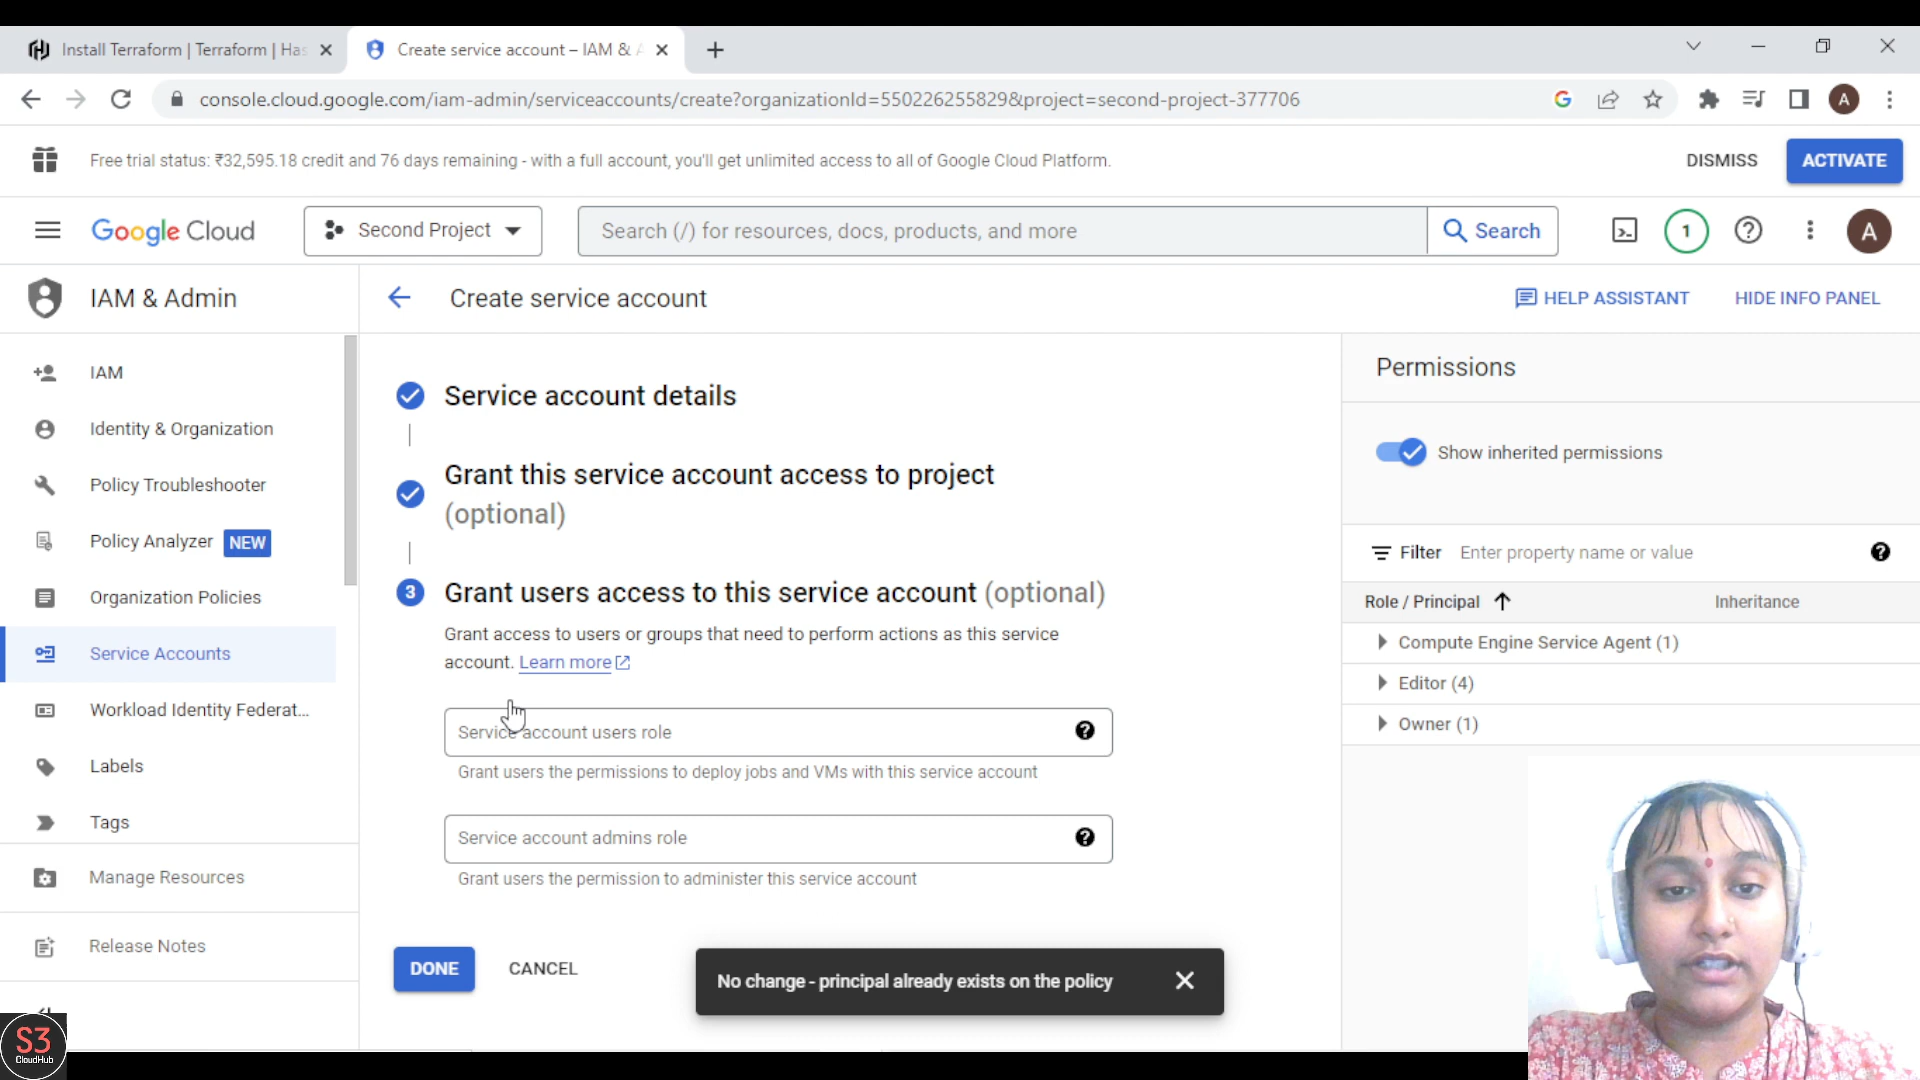 Install Terraform | Terraform | Has
Create service account – IAM & A
console.cloud.google.com/iam-admin/serviceaccounts/create?organizationId=550226255829&project=second-project-377706
A
Free trial status: ₹32,595.18 credit and 76 days remaining - with a full account, you'll get unlimited access to all of Google Cloud Platform.
DISMISS
ACTIVATE
Google Cloud
Second Project
Search (/) for resources, docs, products, and more
Search
1
A
IAM & Admin
Create service account
HELP ASSISTANT
HIDE INFO PANEL
IAM
Identity & Organization
Policy Troubleshooter
Policy Analyzer NEW
Organization Policies
Service Accounts
Workload Identity Federat...
Labels
Tags
Manage Resources
Release Notes
Service account details
Grant this service account access to project
(optional)
3 Grant users access to this service account (optional)
Grant access to users or groups that need to perform actions as this service
account. Learn more
Service account users role
Grant users the permissions to deploy jobs and VMs with this service account
Service account admins role
Grant users the permission to administer this service account
DONE
CANCEL
No change - principal already exists on the policy
Permissions
Show inherited permissions
Filter Enter property name or value
Role / Principal
Inheritance
Compute Engine Service Agent (1)
Editor (4)
Owner (1)
S3
CloudHub